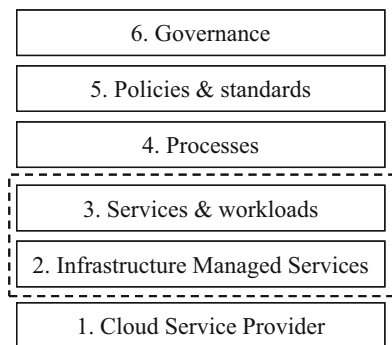 6. Governance
5. Policies & standards
4. Processes
3. Services & workloads
2. Infrastructure Managed Services
1. Cloud Service Provider